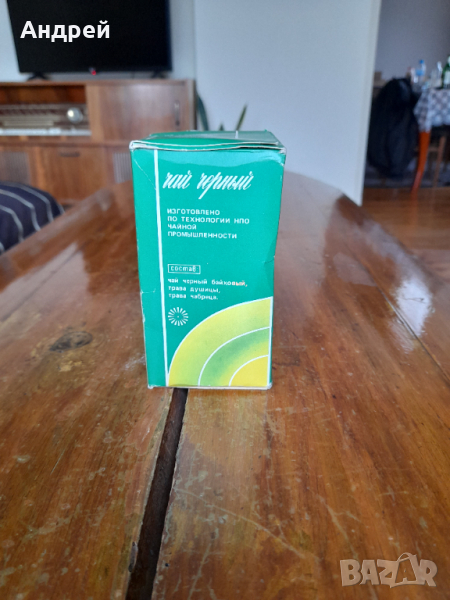 Андрей
чай черный
ИЗГОТОВЛЕНО
ПО ТЕХНОЛОГИИ НПО
ЧАЙНОЙ
ПРОМЫШЛЕННОСТИ
состав
чай черный байховый,
трава душицы,
трава чабреца.
BAZAR